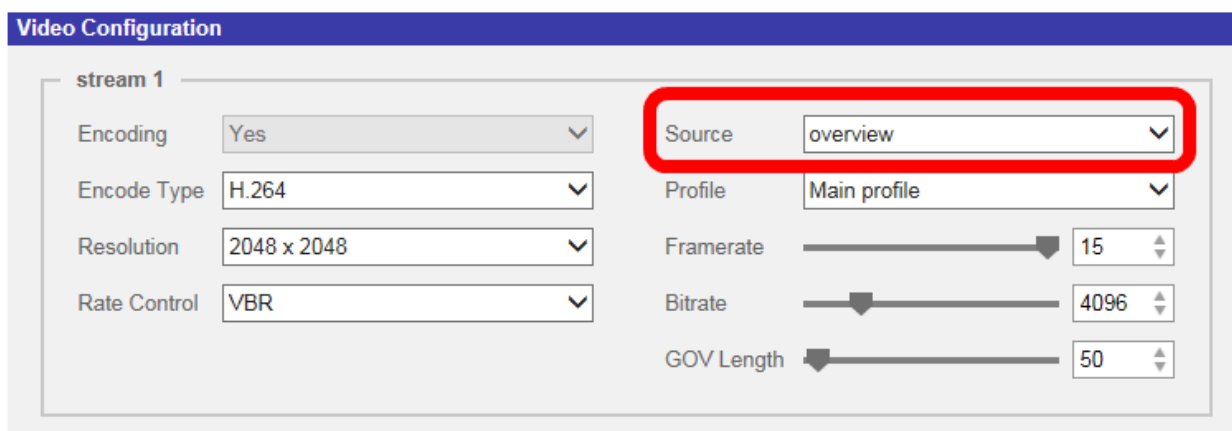 Video Configuration
stream 1
Encoding Yes Source overview
Encode Type H.264 Profile Main profile
Resolution 2048 x 2048 Framerate 15
Rate Control VBR Bitrate 4096
GOV Length 50